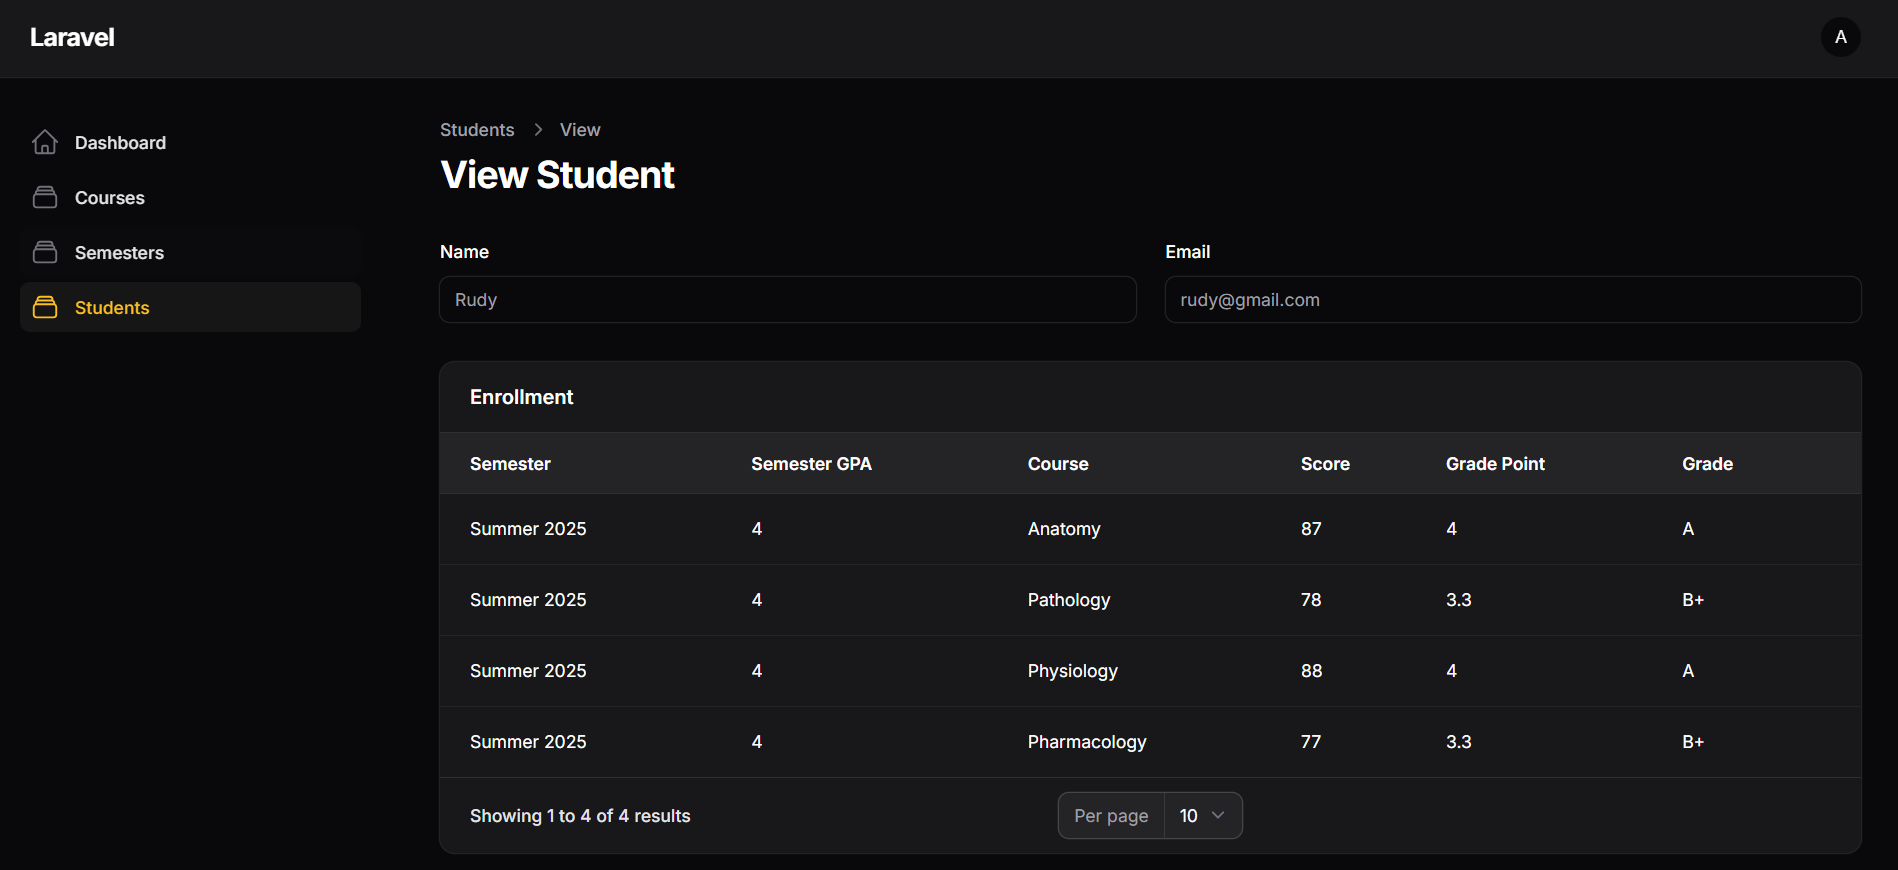 Laravel
A
Dashboard
Courses
Semesters
Students
Students > View
View Student
Name
Email
Rudy
rudy@gmail.com
Enrollment
Semester Semester GPA Course Score Grade Point Grade
Summer 2025 4 Anatomy 87 4 A
Summer 2025 4 Pathology 78 3.3 B+
Summer 2025 4 Physiology 88 4 A
Summer 2025 4 Pharmacology 77 3.3 B+
Showing 1 to 4 of 4 results
Per page 10